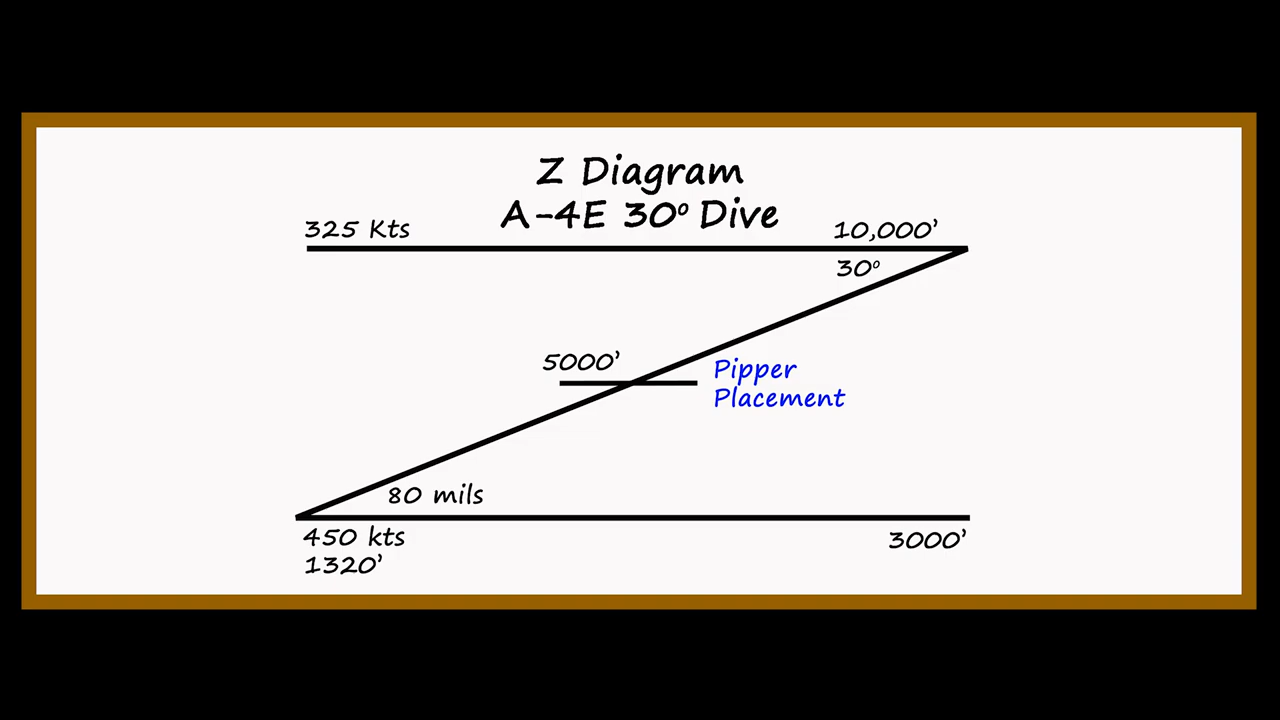 Z Diagram
A-4E 30° Dive
325 Kts
10,000'
30°
5000'
Pipper
Placement
80 mils
450 kts
1320'
3000'